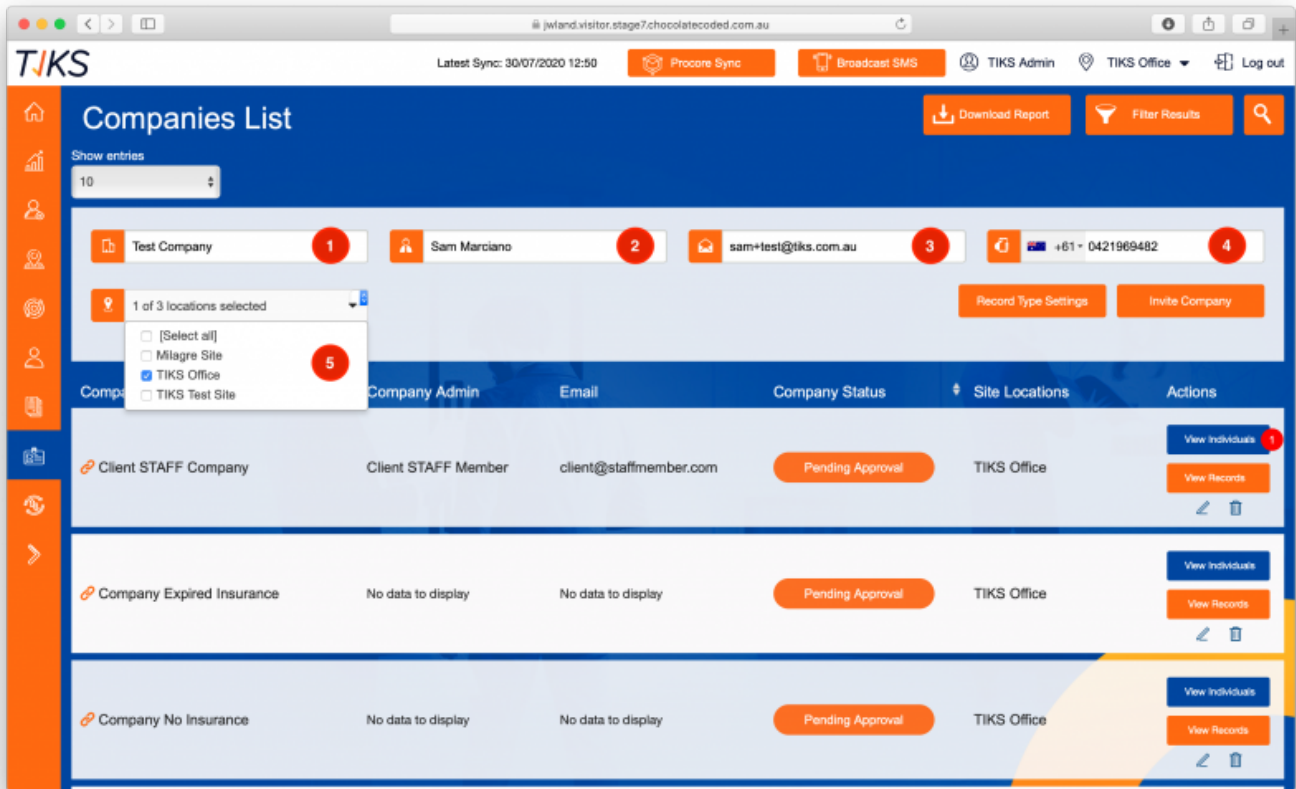 jwland.visitor.stage7.chocolatecoded.com.au
TIKS
Latest Sync: 30/07/2020 12:50
Procore Sync
Broadcast SMS
TIKS Admin
TIKS Office
Log out
Companies List
Download Report
Filter Results
Show entries
10
Test Company 1
Sam Marciano 2
sam+test@tiks.com.au 3
+61 0421969482 4
1 of 3 locations selected
Record Type Settings
Invite Company
[Select all]
Milagre Site
TIKS Office
TIKS Test Site
5
Compa
Company Admin
Email
Company Status
Site Locations
Actions
Client STAFF Company
Client STAFF Member
client@staffmember.com
Pending Approval
TIKS Office
View Individuals 1
View Records
Company Expired Insurance
No data to display
No data to display
Pending Approval
TIKS Office
View Individuals
View Records
Company No Insurance
No data to display
No data to display
Pending Approval
TIKS Office
View Individuals
View Records